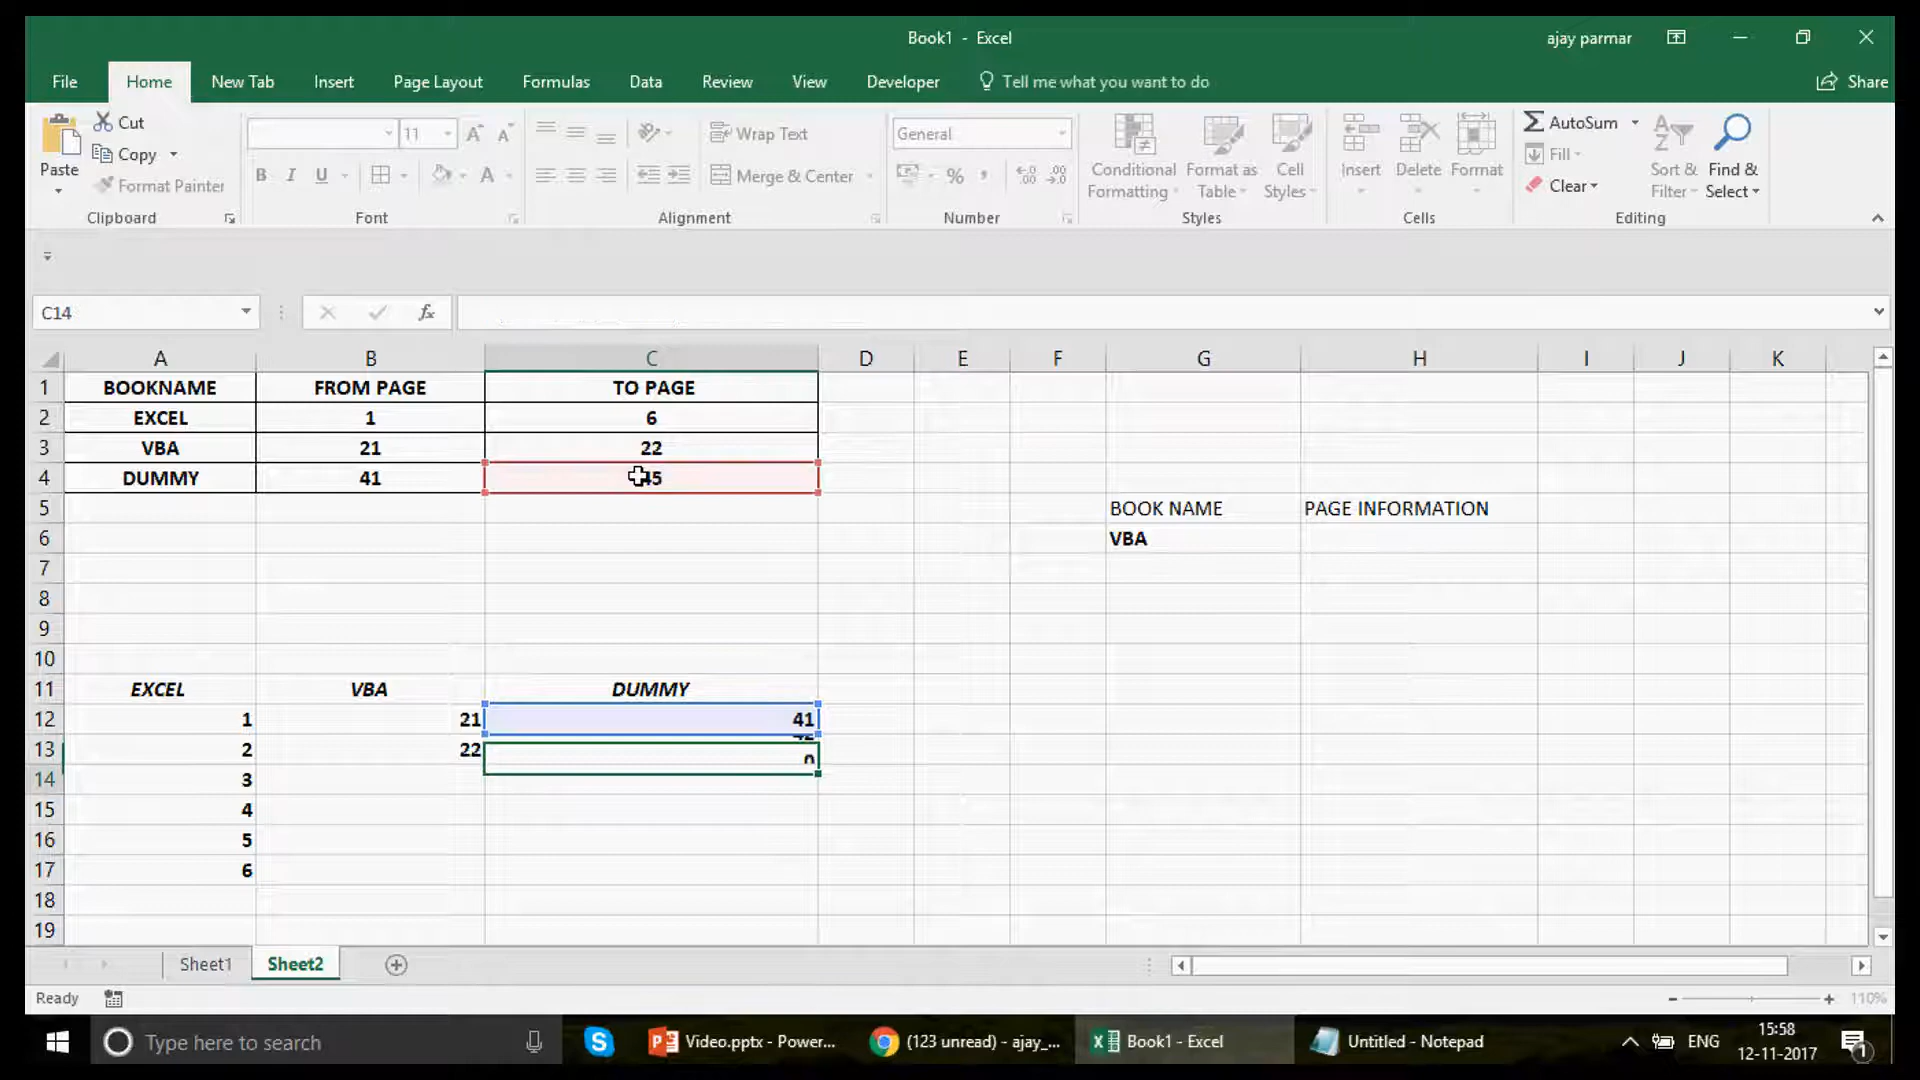 Book1 - Excel
ajay parmar
File Home New Tab Insert Page Layout Formulas Data Review View Developer Tell me what you want to do Share
Cut
Copy
Format Painter
Paste
Clipboard
11
B I U
Font
Wrap Text
Merge & Center
Alignment
General
%
Number
Conditional Formatting
Format as Table
Cell Styles
Styles
Insert Delete Format
Cells
AutoSum
Fill
Clear
Sort & Filter
Find & Select
Editing
C14
fx
A B C D E F G H I J K
1 BOOKNAME FROM PAGE TO PAGE
2 EXCEL 1 6
3 VBA 21 22
4 DUMMY 41 45
5 BOOK NAME PAGE INFORMATION
6 VBA
7
8
9
10
11 EXCEL VBA DUMMY
12 1 21 41
13 2 22
14 3
15 4
16 5
17 6
18
19
Sheet1 Sheet2
Ready
110%
Type here to search
Video.pptx - Power...
(123 unread) - ajay_...
Book1 - Excel
Untitled - Notepad
ENG
15:58
12-11-2017
1